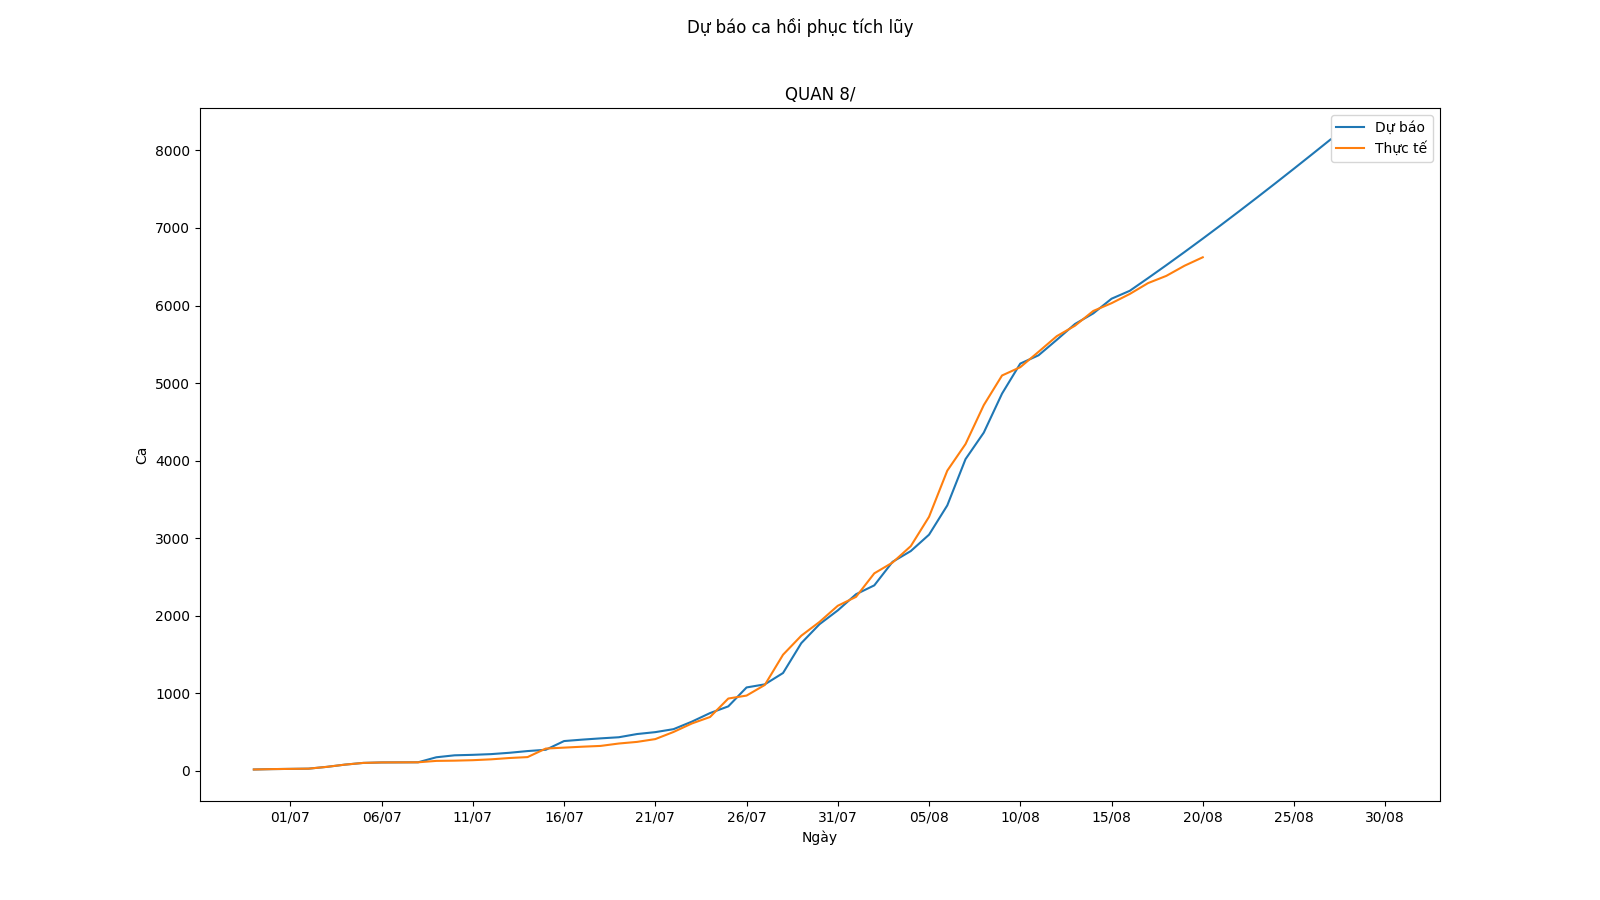 Dự báo ca hồi phục tích lũy
QUAN 8/
Dự báo
Thực tế
8000
7000
6000
5000
4000
3000
2000
1000
0
Ca
01/07 06/07 11/07 16/07 21/07 26/07 31/07 05/08 10/08 15/08 20/08 25/08 30/08
Ngày